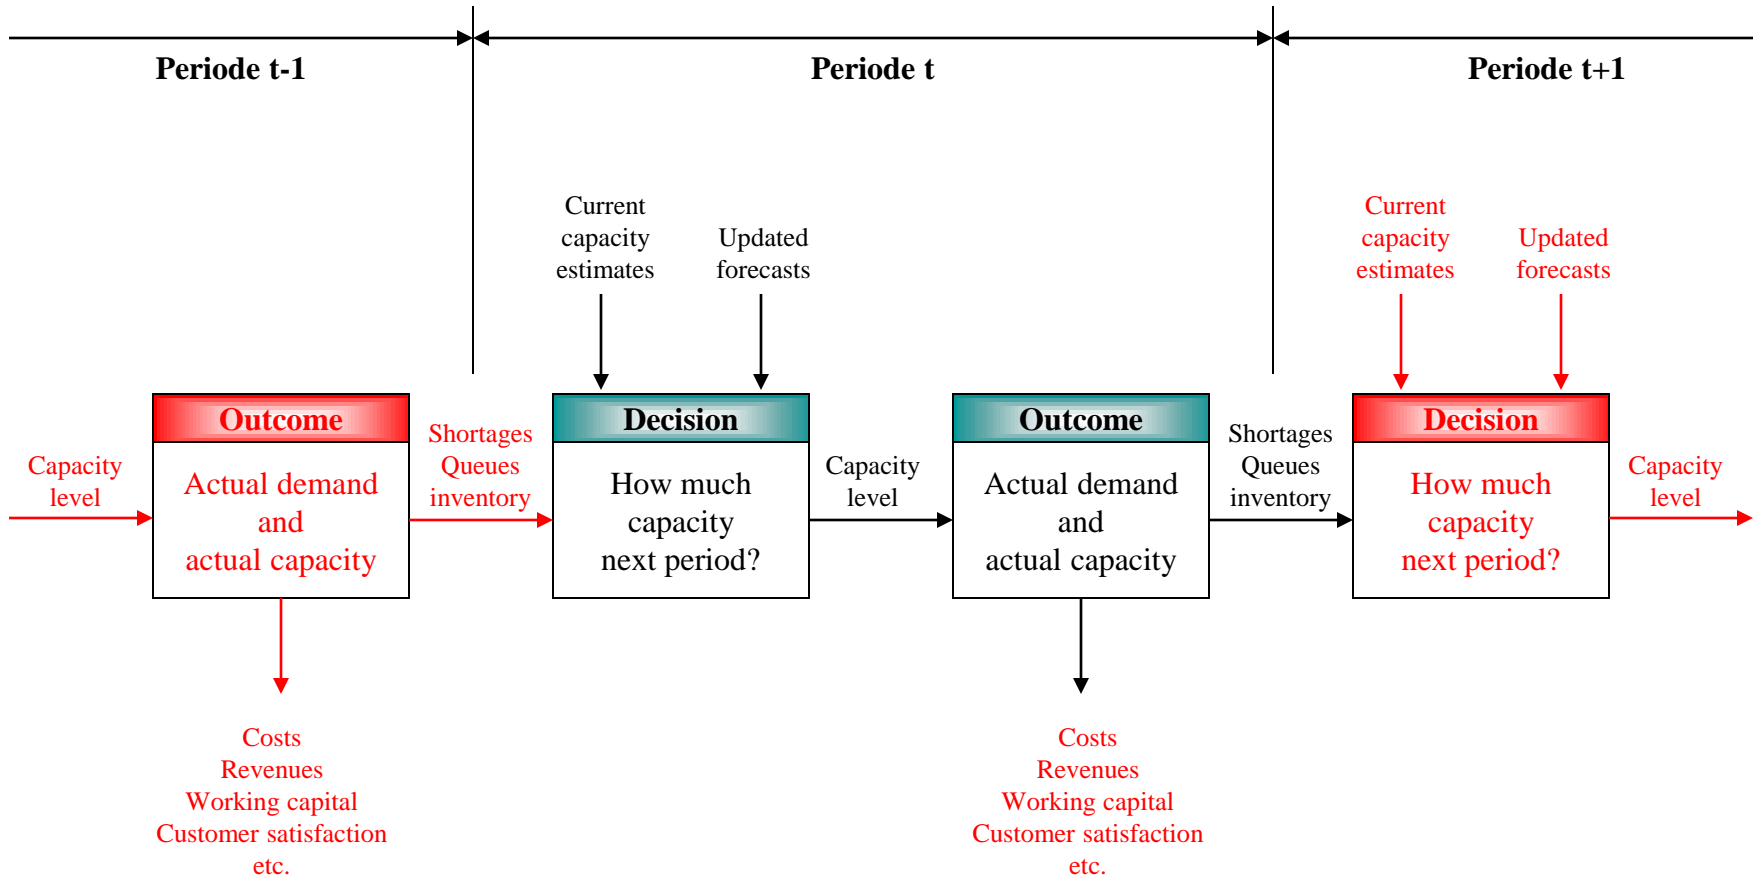 Periode t-1
Periode t
Periode t+1
Current
capacity
estimates
Updated
forecasts
Current
capacity
estimates
Updated
forecasts
Capacity
level
Outcome
Actual demand
and
actual capacity
Shortages
Queues
inventory
Decision
How much
capacity
next period?
Capacity
level
Outcome
Actual demand
and
actual capacity
Shortages
Queues
inventory
Decision
How much
capacity
next period?
Capacity
level
Costs
Revenues
Working capital
Customer satisfaction
etc.
Costs
Revenues
Working capital
Customer satisfaction
etc.